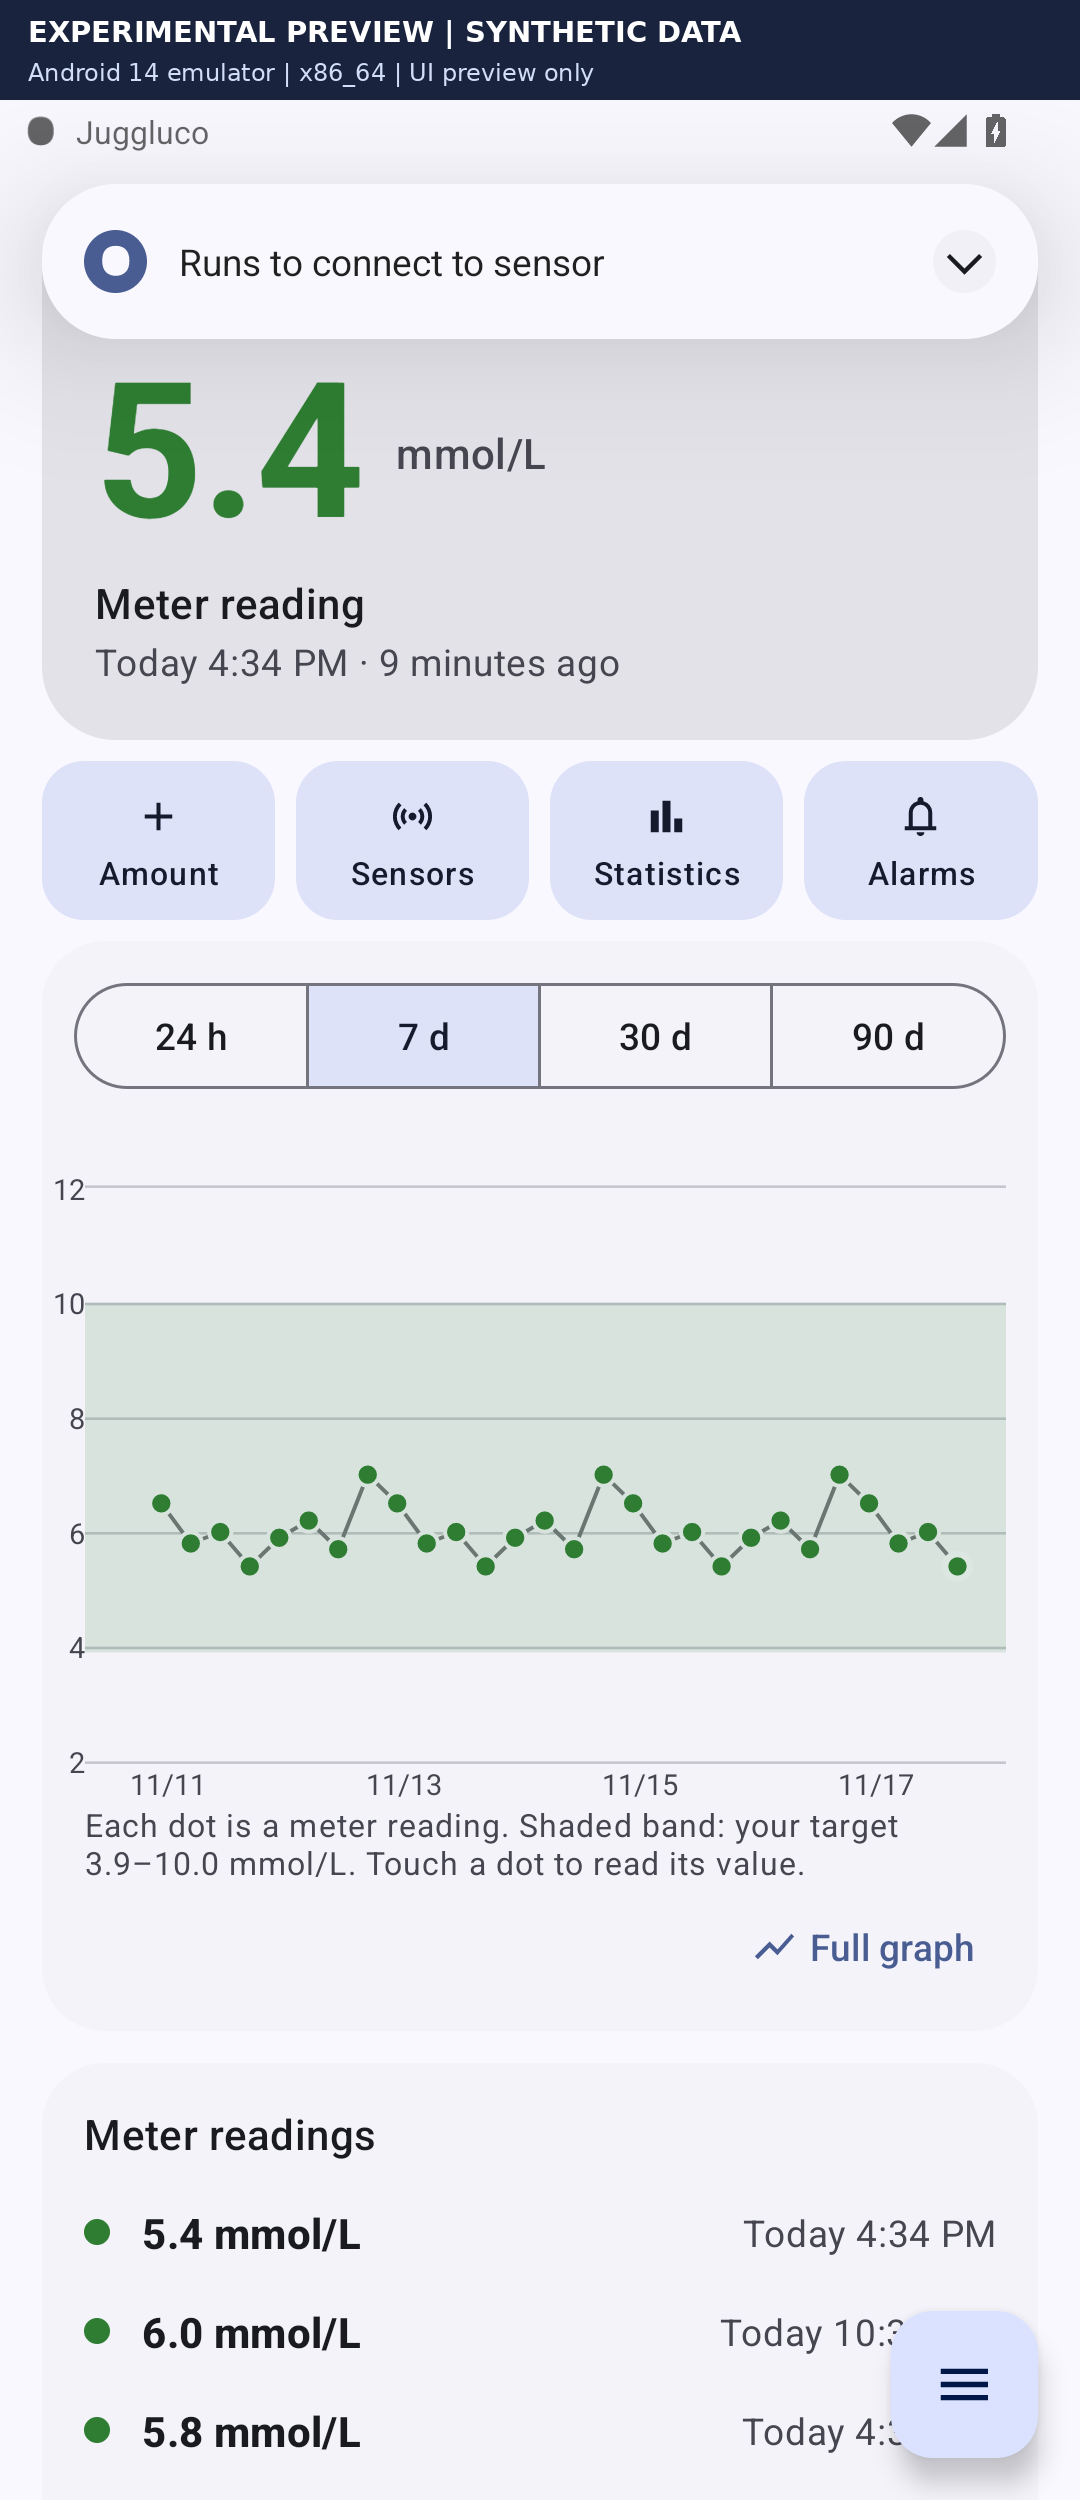 EXPERIMENTAL PREVIEW | SYNTHETIC DATA
Android 14 emulator | x86_64 | UI preview only
Juggluco
Runs to connect to sensor
5.4 mmol/L
Meter reading
Today 4:34 PM · 9 minutes ago
Amount Sensors Statistics Alarms
24 h 7 d 30 d 90 d
12
10
8
6
4
2
11/11 11/13 11/15 11/17
Each dot is a meter reading. Shaded band: your target
3.9–10.0 mmol/L. Touch a dot to read its value.
Full graph
Meter readings
5.4 mmol/L Today 4:34 PM
6.0 mmol/L Today
5.8 mmol/L Today